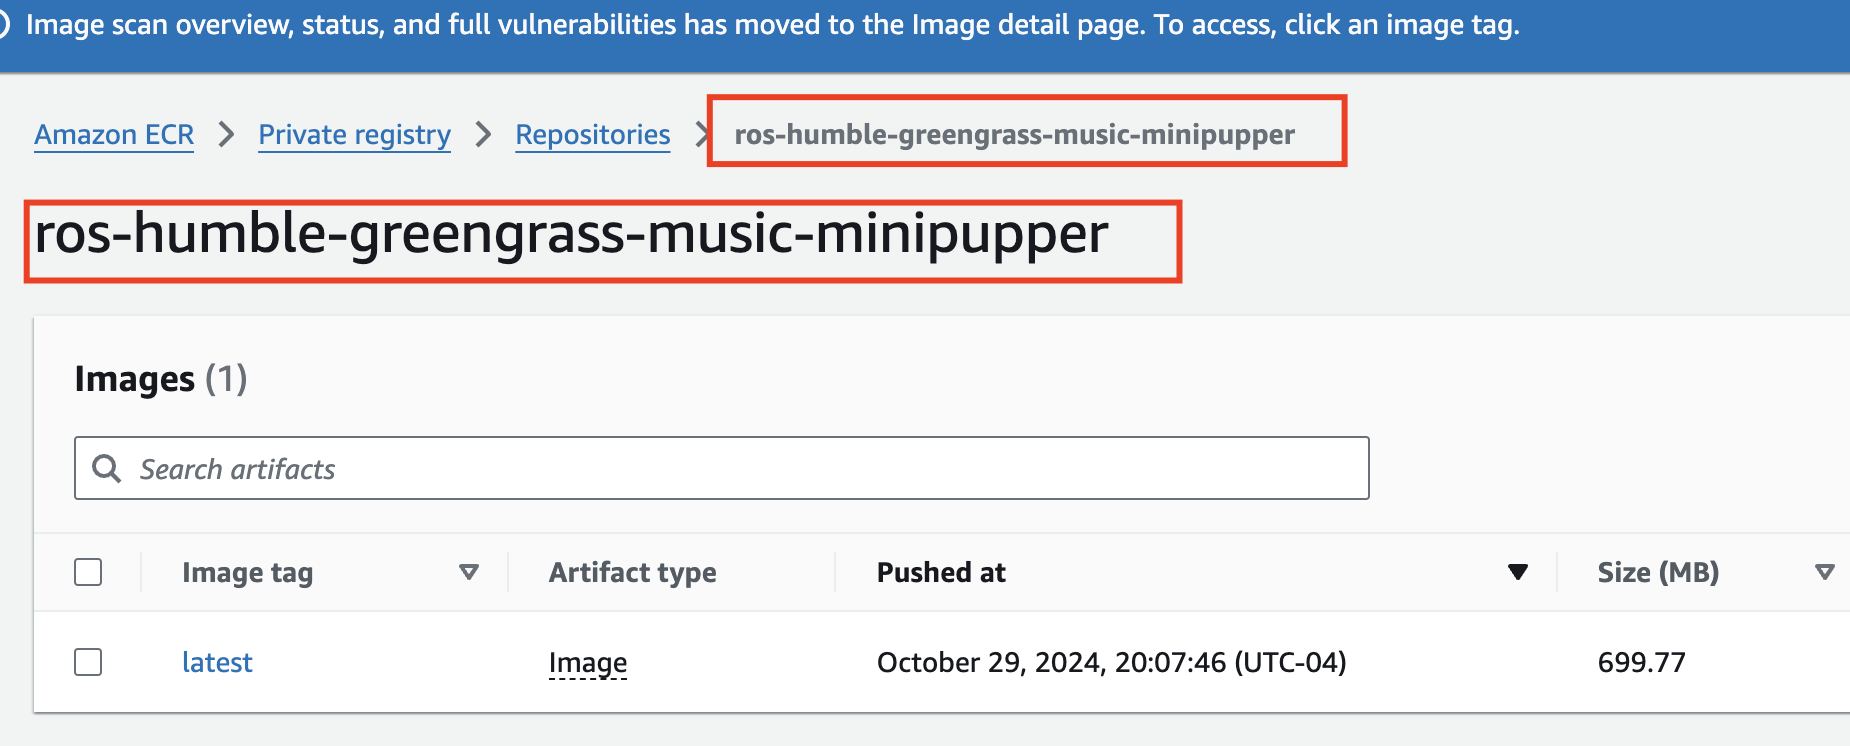 Image scan overview, status, and full vulnerabilities has moved to the Image detail page. To access, click an image tag.
Amazon ECR > Private registry > Repositories > ros-humble-greengrass-music-minipupper
ros-humble-greengrass-music-minipupper
Images (1)
Search artifacts
Image tag Artifact type Pushed at Size (MB)
latest Image October 29, 2024, 20:07:46 (UTC-04) 699.77